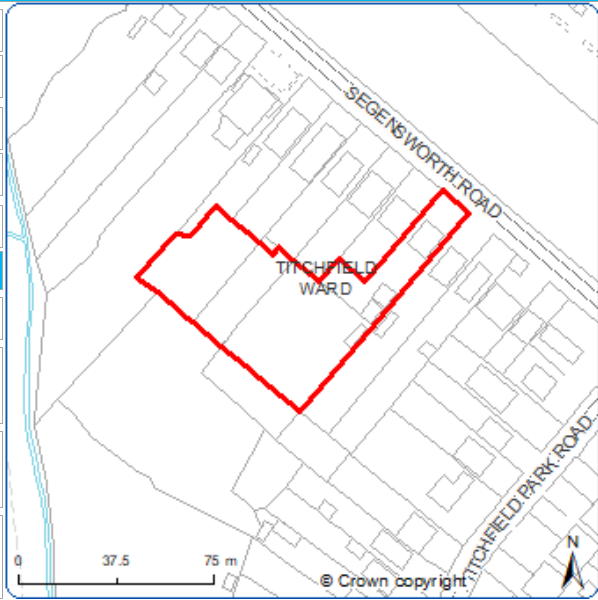 SEGENSWORTH ROAD
TITCHFIELD
WARD
TITCHFIELD PARK ROAD
0 37.5 75 m
© Crown copyright
N